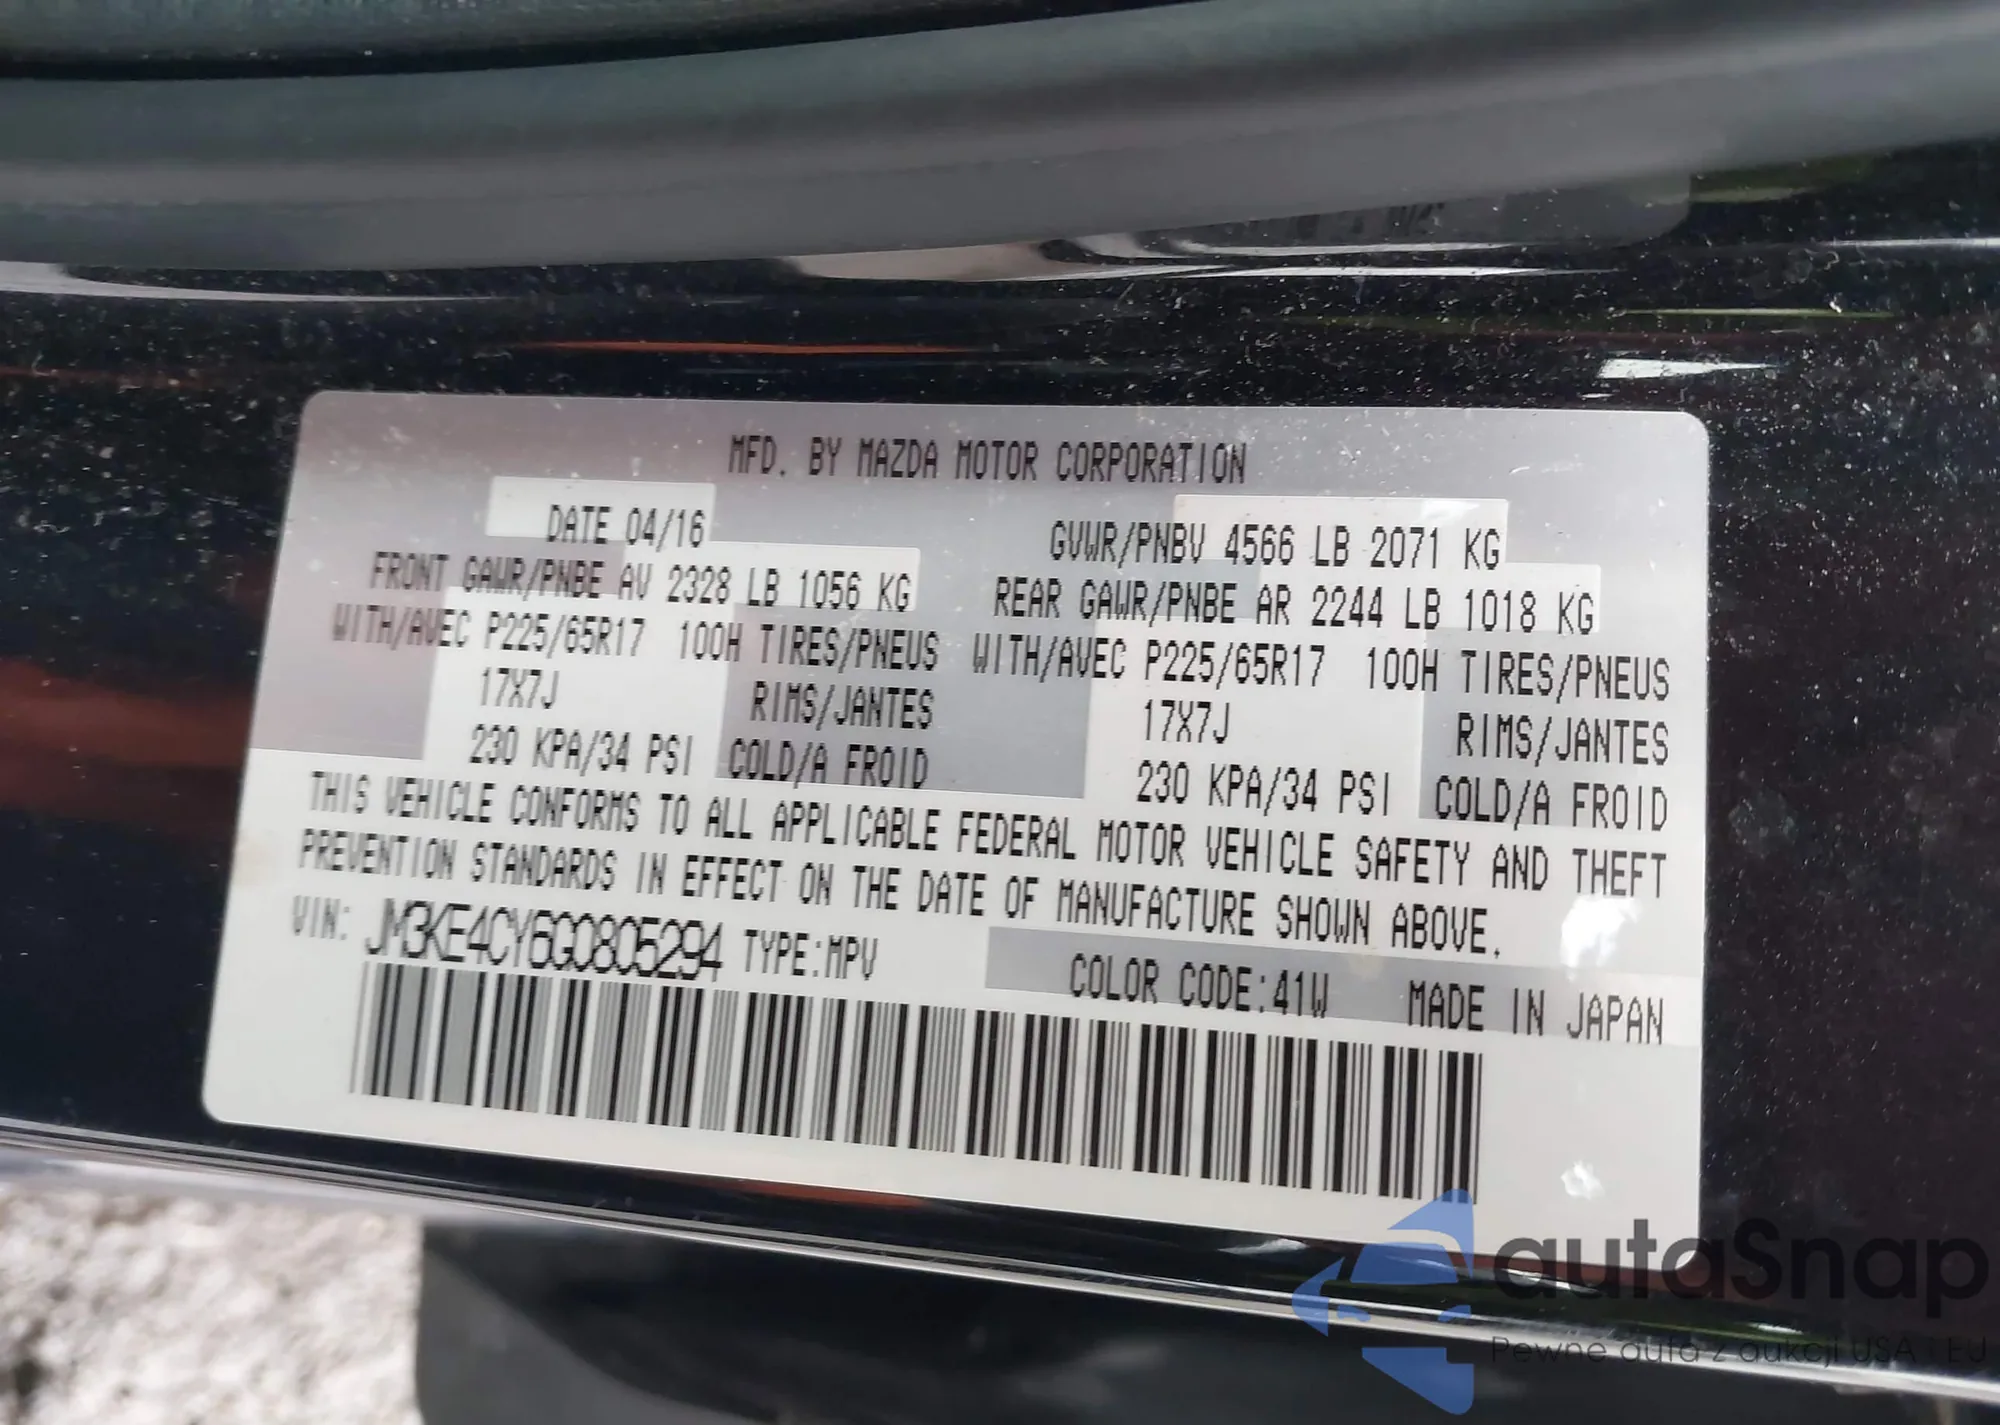 MFD. BY MAZDA MOTOR CORPORATION
DATE 04/16 GVWR/PNBV 4566 LB 2071 KG
FRONT GAWR/PNBE AV 2328 LB 1056 KG REAR GAWR/PNBE AR 2244 LB 1018 KG
WITH/AVEC P225/65R17 100H TIRES/PNEUS WITH/AVEC P225/65R17 100H TIRES/PNEUS
17X7J RIMS/JANTES 17X7J RIMS/JANTES
230 KPA/34 PSI COLD/A FROID 230 KPA/34 PSI COLD/A FROID
THIS VEHICLE CONFORMS TO ALL APPLICABLE FEDERAL MOTOR VEHICLE SAFETY AND THEFT
PREVENTION STANDARDS IN EFFECT ON THE DATE OF MANUFACTURE SHOWN ABOVE.
VIN: JM3KE4CY6G0805294 TYPE:MPV COLOR CODE:41W MADE IN JAPAN
autaSnap
Pewne auta z aukcji USA i EU